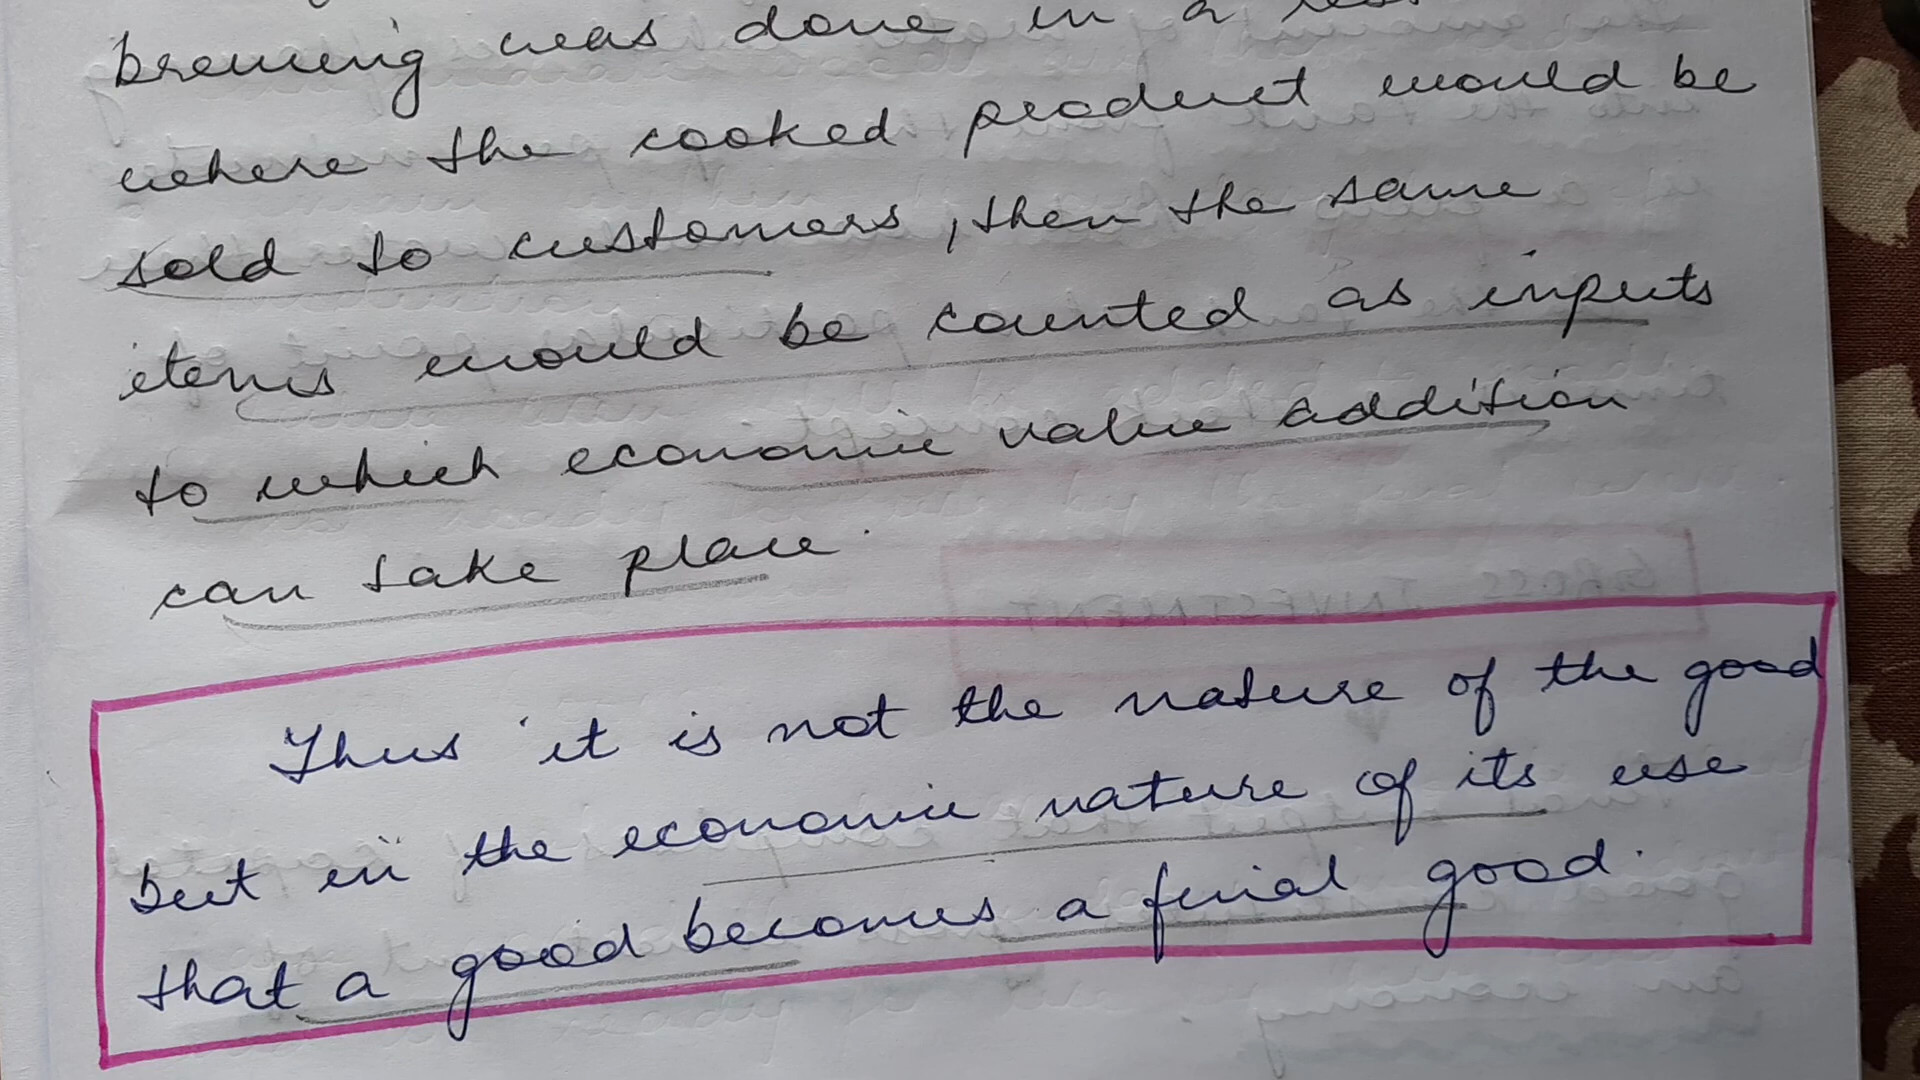 brewing was done in a
where the cooked product would be
sold to customers, then the same
items would be counted as inputs
to which economic value addition
can take place.
Thus it is not the nature of the good
but in the economic nature of its use
that a good becomes a final good.
GROSS INVESTMENT